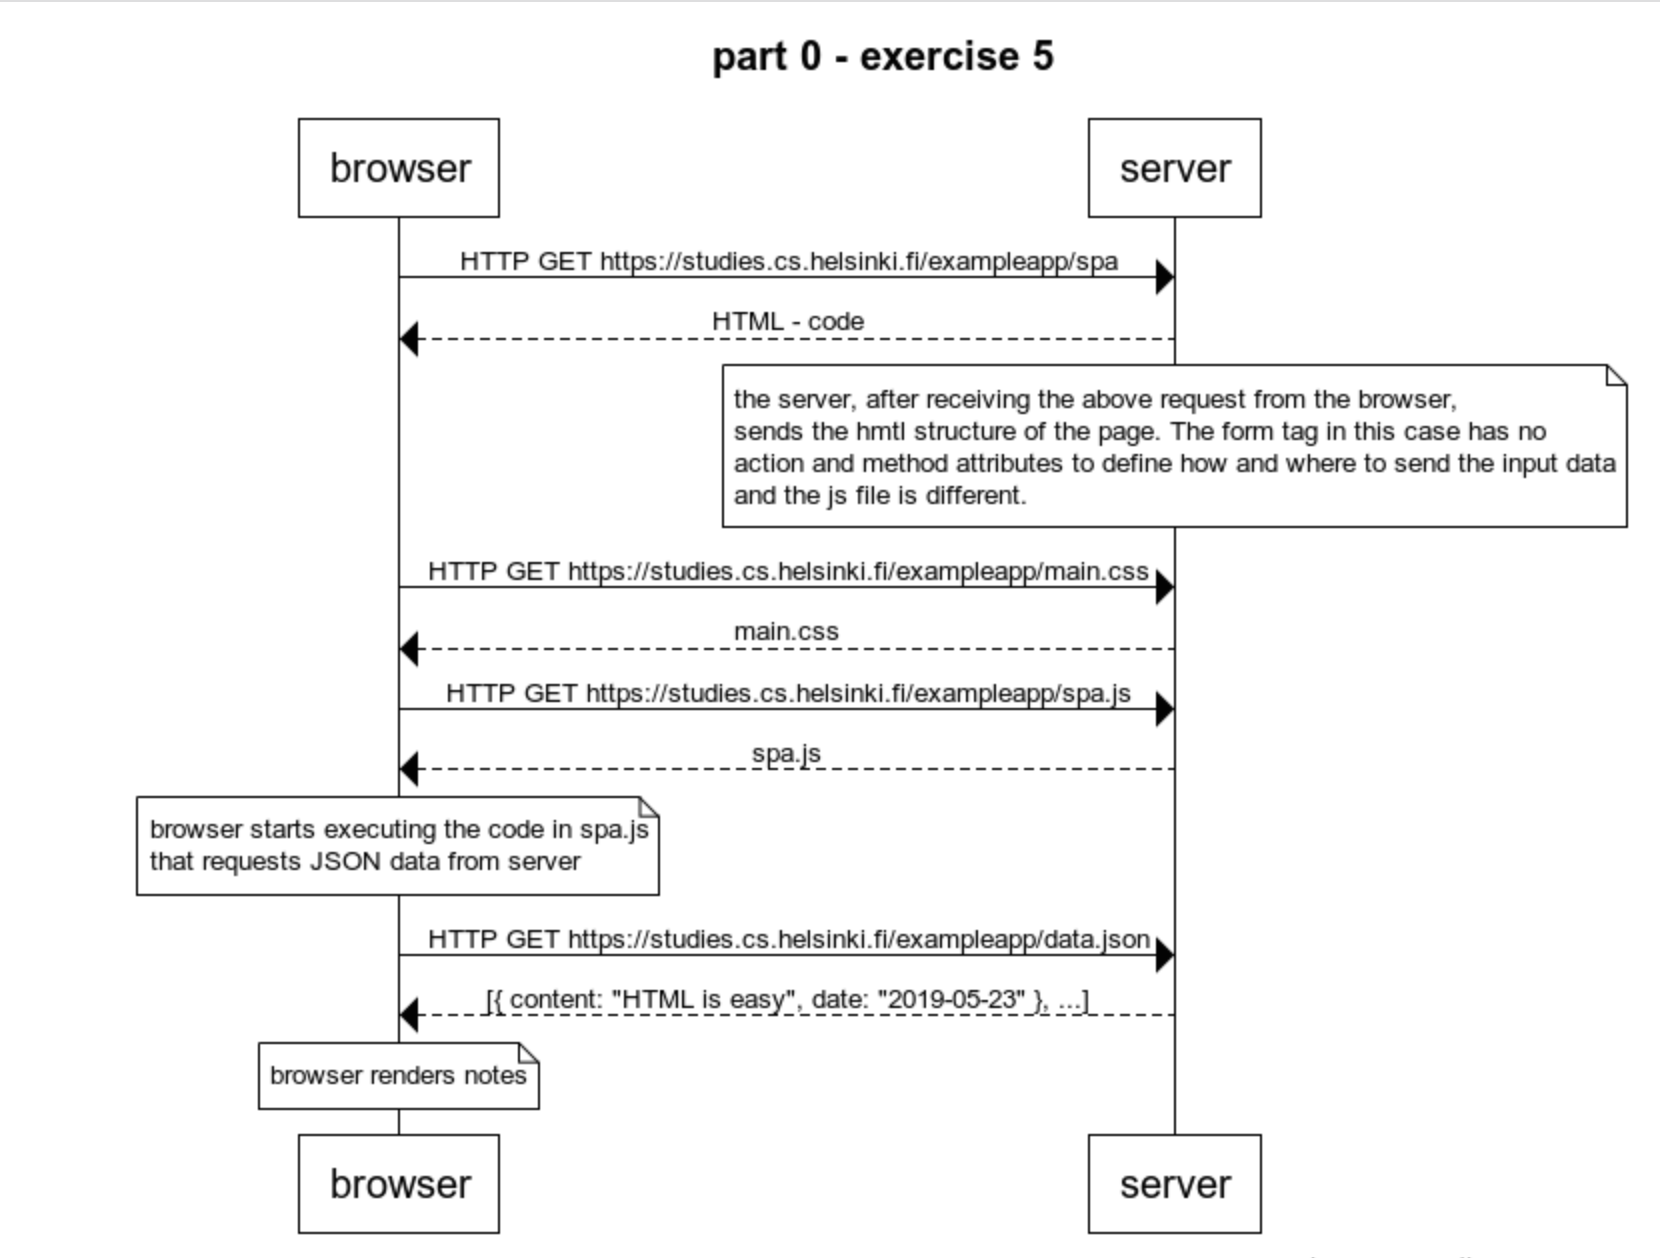 part 0 - exercise 5
browser
server
HTTP GET https://studies.cs.helsinki.fi/exampleapp/spa
HTML - code
the server, after receiving the above request from the browser,
sends the hmtl structure of the page. The form tag in this case has no
action and method attributes to define how and where to send the input data
and the js file is different.
HTTP GET https://studies.cs.helsinki.fi/exampleapp/main.css
main.css
HTTP GET https://studies.cs.helsinki.fi/exampleapp/spa.js
spa.js
browser starts executing the code in spa.js
that requests JSON data from server
HTTP GET https://studies.cs.helsinki.fi/exampleapp/data.json
[{ content: "HTML is easy", date: "2019-05-23" }, ...]
browser renders notes
browser
server